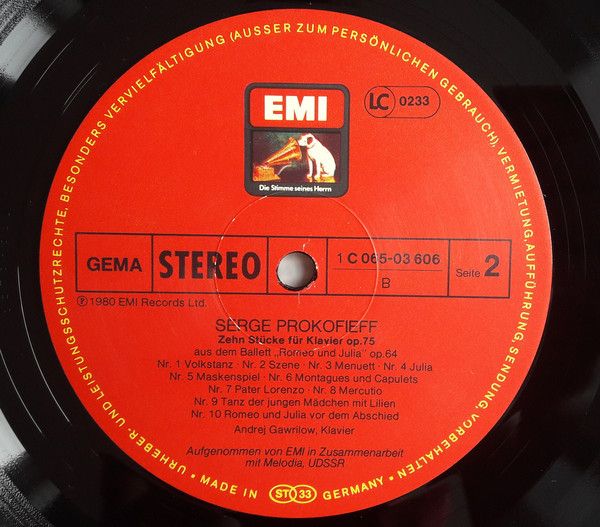 URHEBER- UND LEISTUNGSSCHUTZRECHTE, BESONDERS VERVIELFÄLTIGUNG (AUSSER ZUM PERSÖNLICHEN GEBRAUCH), VERMIETUNG, AUFFÜHRUNG, SENDUNG, VORBEHALTEN
EMI
Die Stimme seines Herrn
LC 0233
GEMA
STEREO
1 C 065-03 606
B
Seite 2
℗ 1980 EMI Records Ltd.
SERGE PROKOFIEFF
Zehn Stücke für Klavier op.75
aus dem Ballett „Romeo und Julia" op.64
Nr. 1 Volkstanz · Nr. 2 Szene · Nr. 3 Menuett · Nr. 4 Julia
Nr. 5 Maskenspiel · Nr. 6 Montagues und Capulets
Nr. 7 Pater Lorenzo · Nr. 8 Mercutio
Nr. 9 Tanz der jungen Mädchen mit Lilien
Nr. 10 Romeo und Julia vor dem Abschied
Andrej Gawrilow, Klavier
Aufgenommen von EMI in Zusammenarbeit
mit Melodia, UDSSR
• MADE IN ST 33 GERMANY •